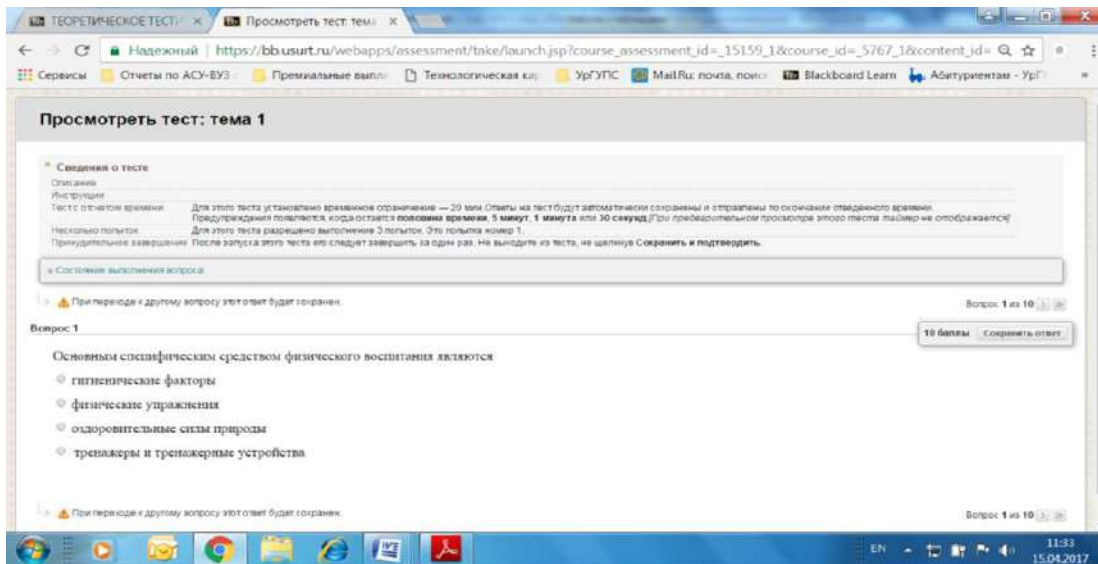 ТЕОРЕТИЧЕСКОЕ ТЕСТИ
Просмотреть тест: тема
Надежный | https://bb.usurt.ru/webapps/assessment/take/launch.jsp?course_assessment_id=_15159_1&course_id=_5767_1&content_id=
Сервисы Отчеты по АСУ-ВУЗ Премиальные выпл Технологическая кар УрГУПС Mail.Ru: почта, поиск Blackboard Learn Абитуриентам - УрГ
Просмотреть тест: тема 1
Сведения о тесте
Описание
Инструкции
Тест с отсчетом времени Для этого теста установлено временное ограничение — 20 мин. Ответы на тест будут автоматически сохранены и отправлены по окончании отведенного времени.
Предупреждения появляются, когда остается половина времени, 5 минут, 1 минута или 30 секунд. [При предварительном просмотре этого теста таймер не отображается]
Несколько попыток Для этого теста разрешено выполнение 3 попыток. Это попытка номер 1.
Принудительное завершение После запуска этого теста его следует завершить за один раз. Не выходите из теста, не щелкнув Сохранить и подтвердить.
Состояние выполнения вопроса:
При переходе к другому вопросу этот ответ будет сохранен.
Вопрос 1 из 10
Вопрос 1
10 баллы Сохранить ответ
Основным специфическим средством физического воспитания являются
гигиенические факторы
физические упражнения
оздоровительные силы природы
тренажеры и тренажерные устройства
При переходе к другому вопросу этот ответ будет сохранен.
Вопрос 1 из 10
EN
11:33
15.04.2017